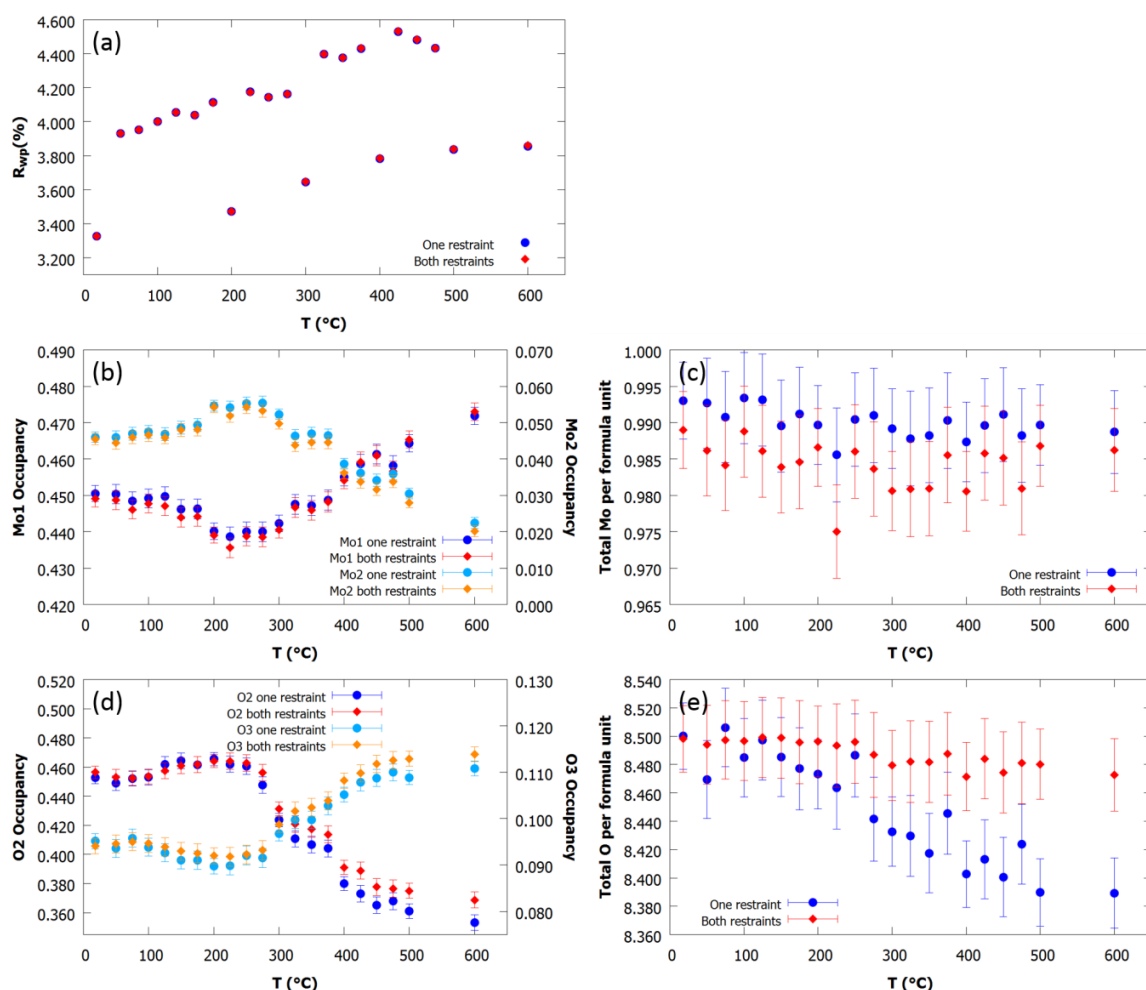 (a)
4.600
4.400
4.200
4.000
3.800
3.600
3.400
3.200
Rwp(%)
One restraint
Both restraints
0 100 200 300 400 500 600
T (°C)
(b)
0.490
0.480
0.470
0.460
0.450
0.440
0.430
0.420
Mo1 Occupancy
0.070
0.060
0.050
0.040
0.030
0.020
0.010
0.000
Mo2 Occupancy
Mo1 one restraint
Mo1 both restraints
Mo2 one restraint
Mo2 both restraints
0 100 200 300 400 500 600
T (°C)
(c)
1.000
0.995
0.990
0.985
0.980
0.975
0.970
0.965
Total Mo per formula unit
One restraint
Both restraints
0 100 200 300 400 500 600
T (°C)
(d)
0.520
0.500
0.480
0.460
0.440
0.420
0.400
0.380
0.360
O2 Occupancy
0.130
0.120
0.110
0.100
0.090
0.080
O3 Occupancy
O2 one restraint
O2 both restraints
O3 one restraint
O3 both restraints
0 100 200 300 400 500 600
T (°C)
(e)
8.540
8.520
8.500
8.480
8.460
8.440
8.420
8.400
8.380
8.360
Total O per formula unit
One restraint
Both restraints
0 100 200 300 400 500 600
T (°C)